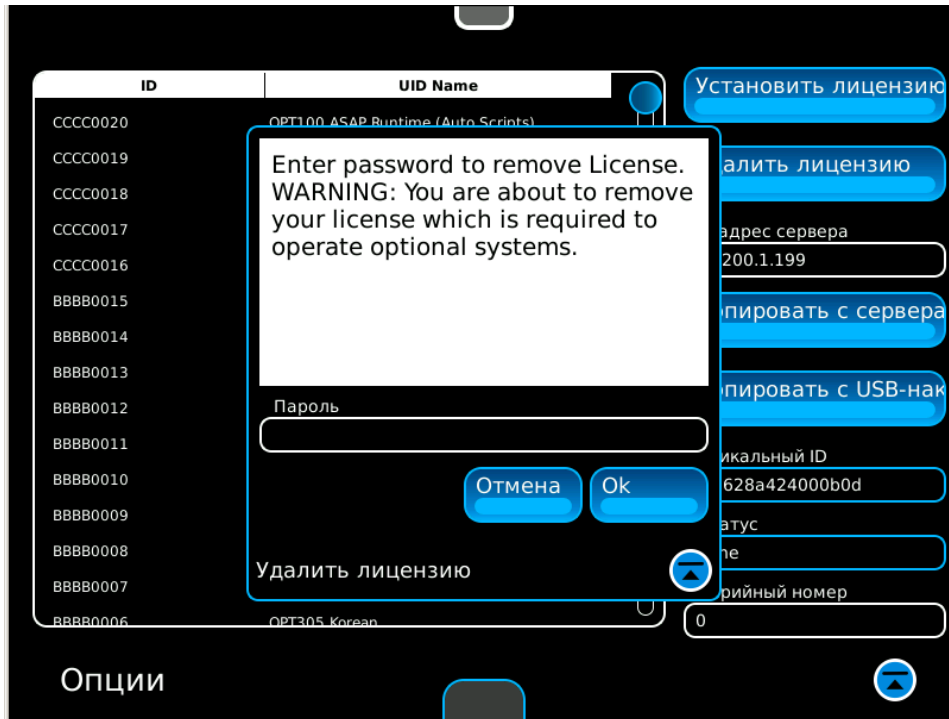 ID UID Name
Установить лицензию
CCCC0020 OPT100 ASAP Runtime (Auto Scripts)
CCCC0019
CCCC0018
CCCC0017
CCCC0016
BBBB0015
BBBB0014
BBBB0013
BBBB0012
BBBB0011
BBBB0010
BBBB0009
BBBB0008
BBBB0007
BBBB0006 OPT305 Korean
Enter password to remove License.
WARNING: You are about to remove
your license which is required to
operate optional systems.
Пароль
Отмена
Ok
Удалить лицензию
алить лицензию
адрес сервера
200.1.199
пировать с сервера
пировать с USB-нак
икальный ID
628a424000b0d
атус
ne
рийный номер
0
Опции